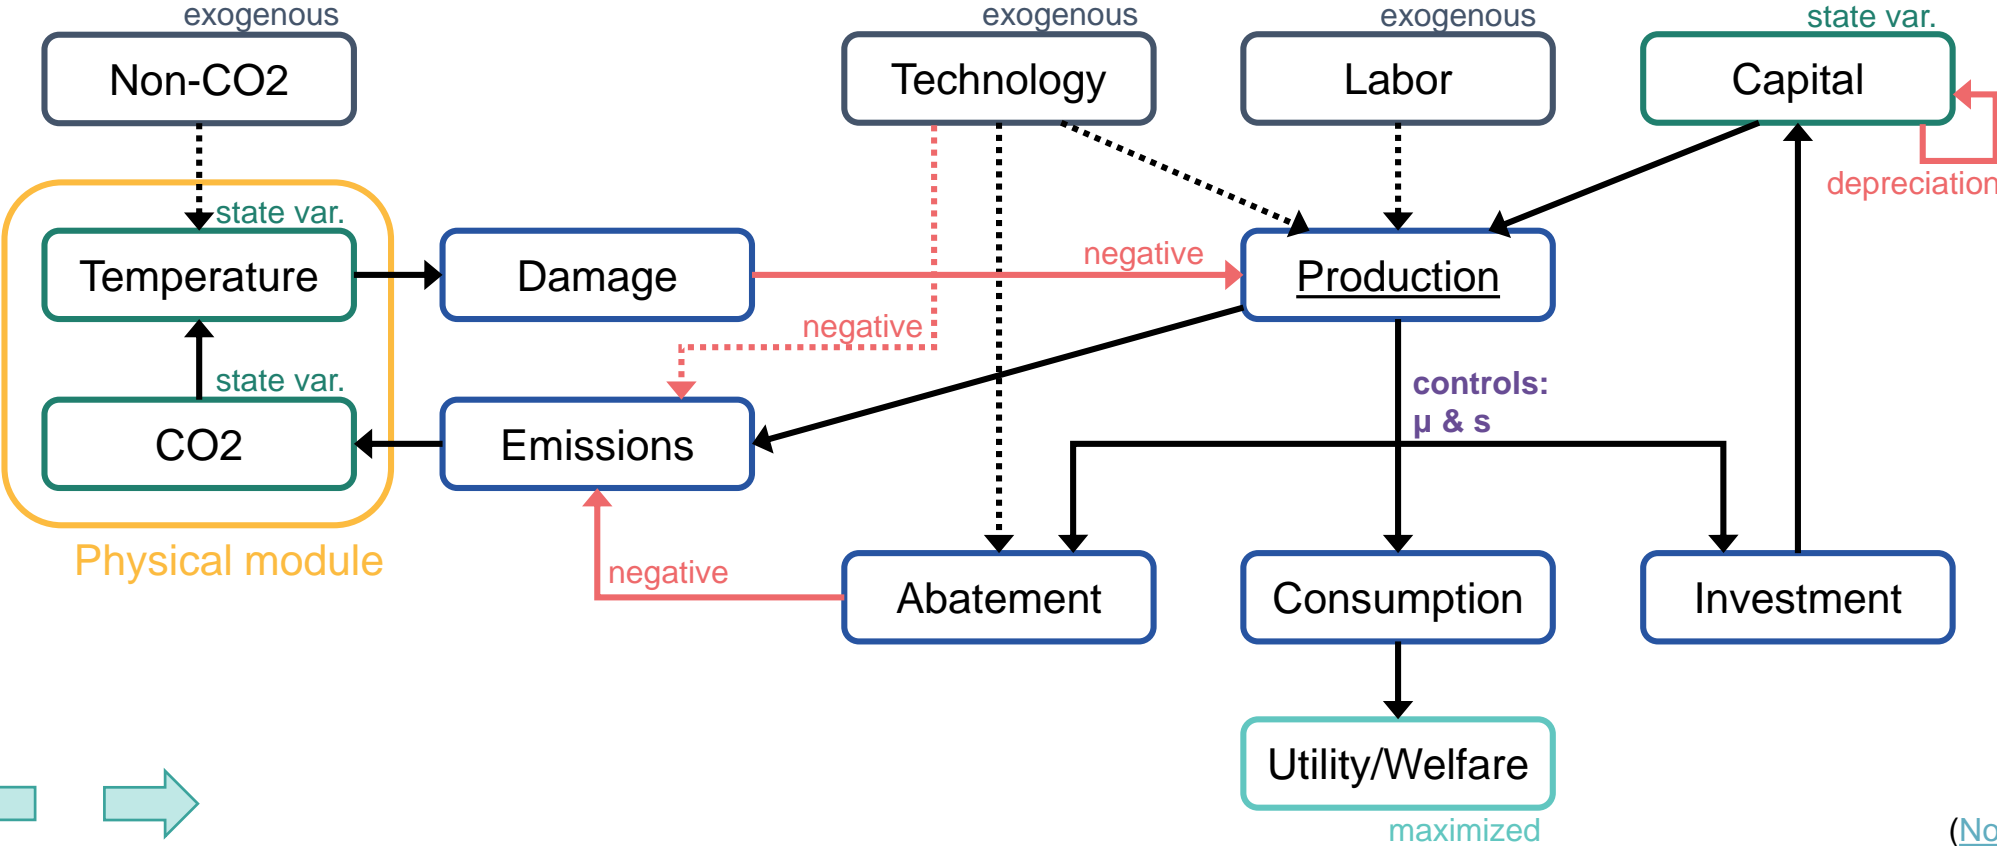 exogenous
exogenous
exogenous
state var.
Non-CO2
Technology
Labor
Capital
depreciation
state var.
Temperature
Damage
negative
Production
negative
state var.
controls:
μ & s
CO2
Emissions
Physical module
negative
Abatement
Consumption
Investment
Utility/Welfare
maximized
(No